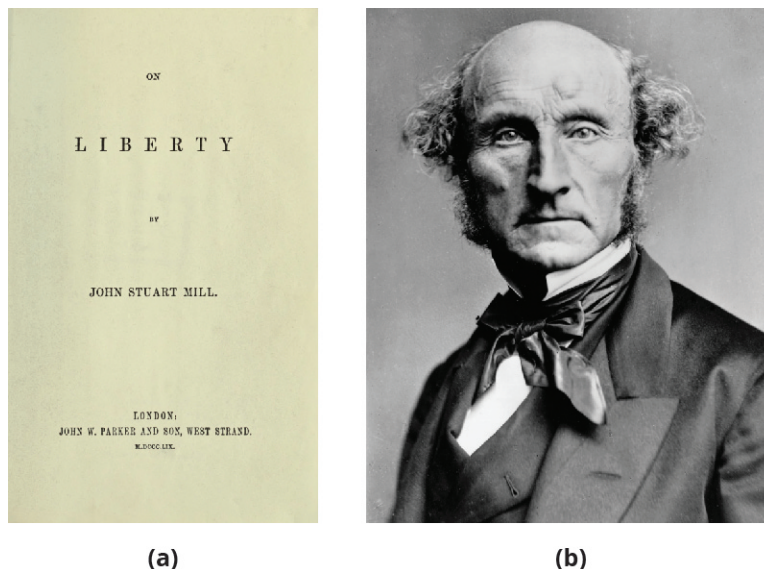 ON
LIBERTY
BY
JOHN STUART MILL.
LONDON:
JOHN W. PARKER AND SON, WEST STRAND.
M.DCCC.LIX.
(a)
(b)